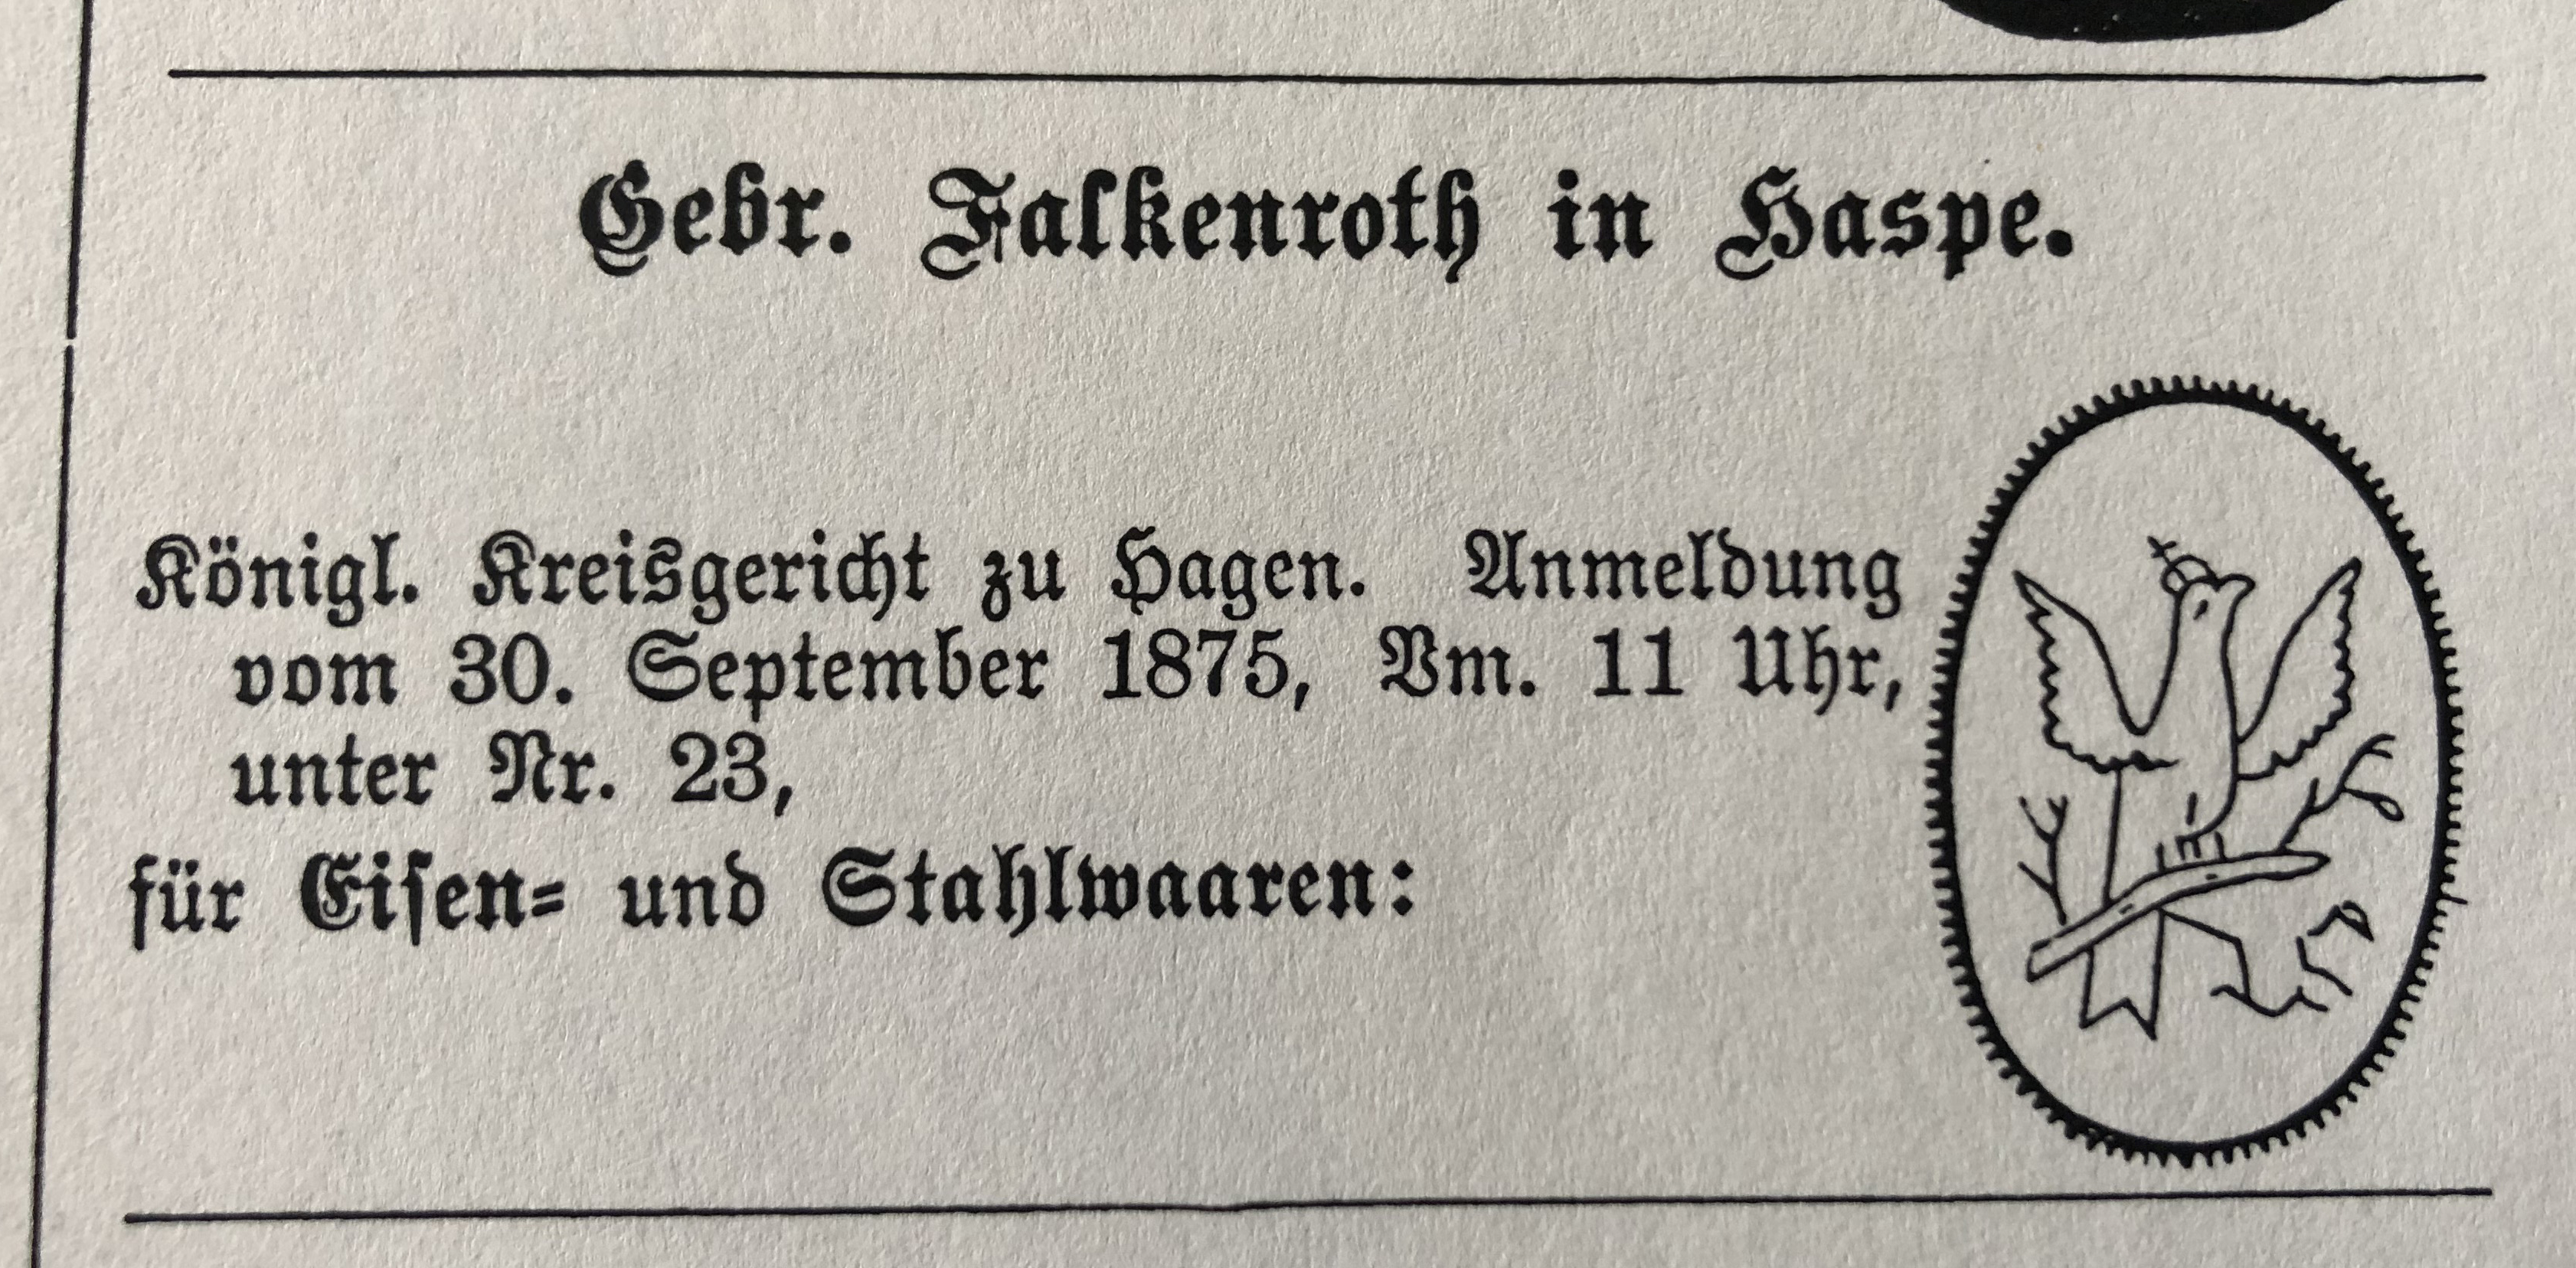 Gebr. Falkenroth in Haspe.
Königl. Kreisgericht zu Hagen. Anmeldung
vom 30. September 1875, Vm. 11 Uhr,
unter Nr. 23,
für Eiſen= und Stahlwaaren: